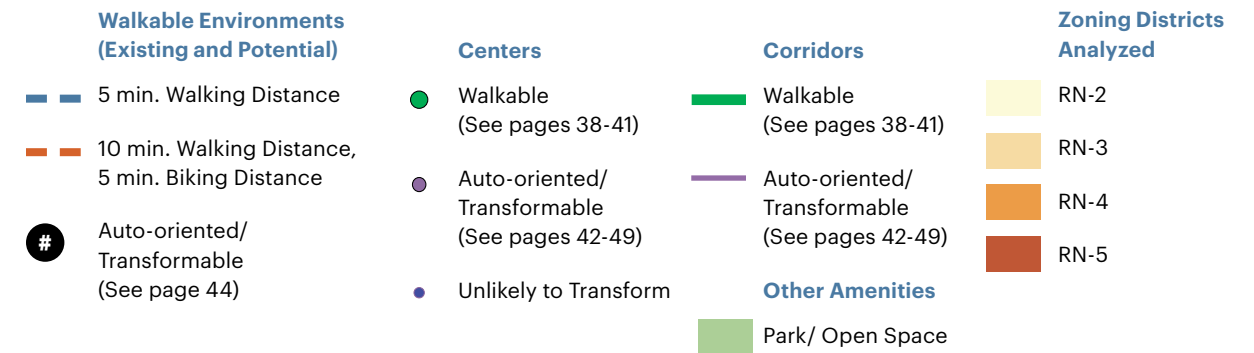 Walkable Environments
(Existing and Potential)
5 min. Walking Distance
10 min. Walking Distance,
5 min. Biking Distance
#
Auto-oriented/
Transformable
(See page 44)
Centers
Walkable
(See pages 38-41)
Auto-oriented/
Transformable
(See pages 42-49)
Unlikely to Transform
Corridors
Walkable
(See pages 38-41)
Auto-oriented/
Transformable
(See pages 42-49)
Other Amenities
Park/ Open Space
Zoning Districts
Analyzed
RN-2
RN-3
RN-4
RN-5